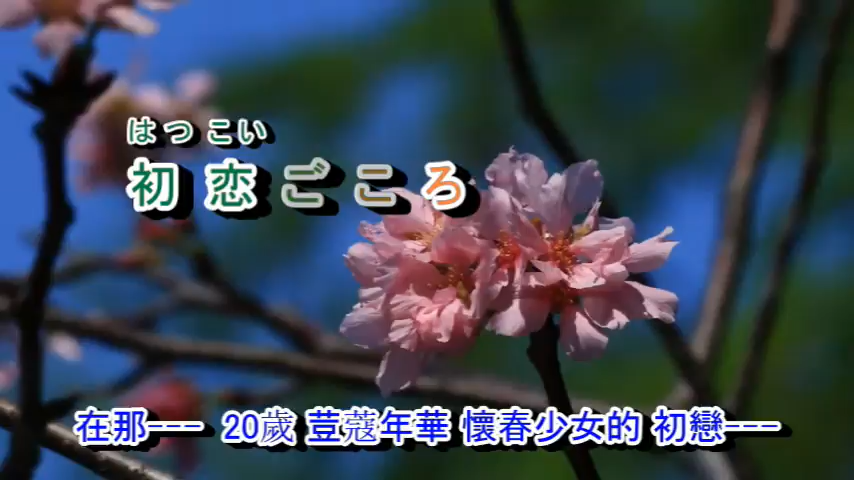 はつ こい
初 恋 ご こ ろ
在那--- 20歲 荳蔻年華 懷春少女的 初戀---